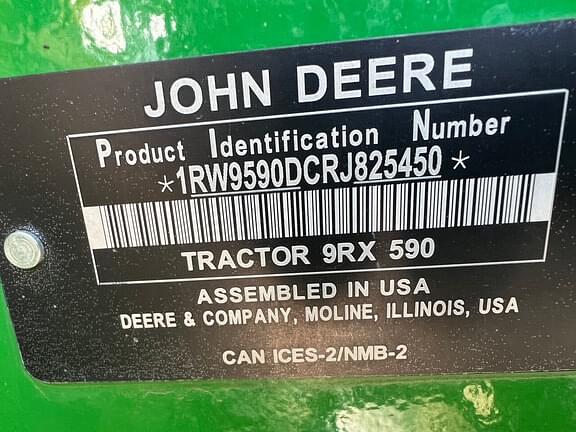 JOHN DEERE
Product Identification Number
*1RW9590DCRJ825450*
TRACTOR 9RX 590
ASSEMBLED IN USA
DEERE & COMPANY, MOLINE, ILLINOIS, USA
CAN ICES-2/NMB-2